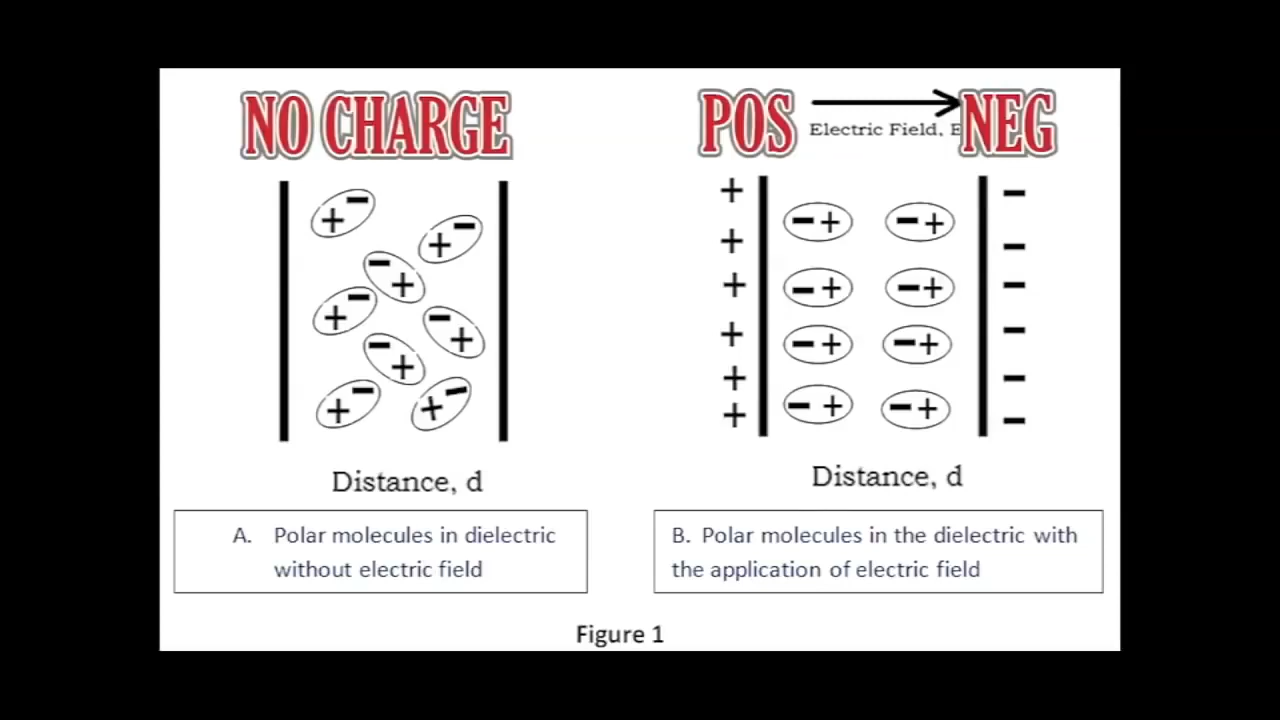 NO CHARGE
POS
NEG
Electric Field, E
Distance, d
Distance, d
A. Polar molecules in dielectric
without electric field
B. Polar molecules in the dielectric with
the application of electric field
Figure 1